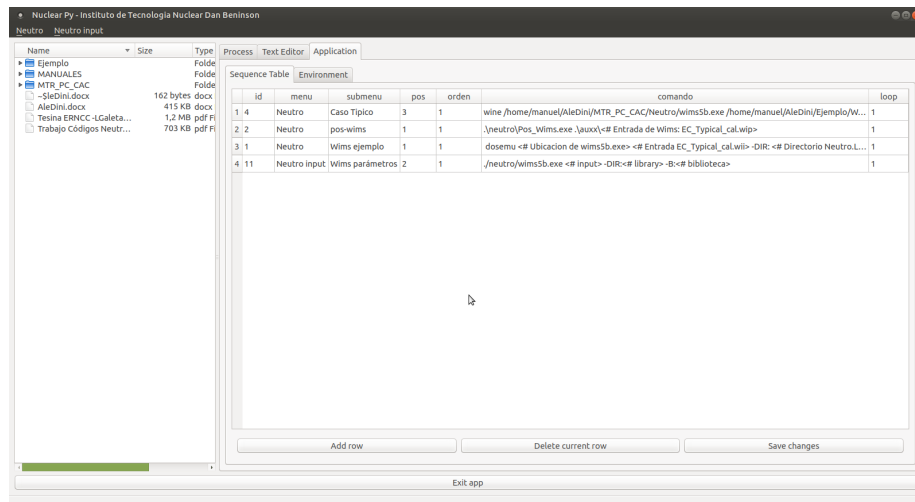 Nuclear Py - Instituto de Tecnologia Nuclear Dan Beninson
Neutro Neutro input
Name Size Type
Ejemplo Folde
MANUALES Folde
MTR_PC_CAC Folde
~$leDini.docx 162 bytes docx
AleDini.docx 415 KB docx
Tesina ERNCC -LGaleta... 1,2 MB pdf Fi
Trabajo Códigos Neutr... 703 KB pdf Fi
Process Text Editor Application
Sequence Table Environment
id menu submenu pos orden comando loop
1 4 Neutro Caso Tipico 3 1 wine /home/manuel/AleDini/MTR_PC_CAC/Neutro/wims5b.exe /home/manuel/AleDini/Ejemplo/W... 1
2 2 Neutro pos-wims 1 1 .\neutro\Pos_Wims.exe .\aux\<# Entrada de Wims: EC_Typical_cal.wip> 1
3 1 Neutro Wims ejemplo 1 1 dosemu <# Ubicacion de wims5b.exe> <# Entrada EC_Typical_cal.wii> -DIR: <# Directorio Neutro.L... 1
4 11 Neutro input Wims parámetros 2 1 ./neutro/wims5b.exe <# input> -DIR:<# library> -B:<# biblioteca> 1
Add row Delete current row Save changes
Exit app